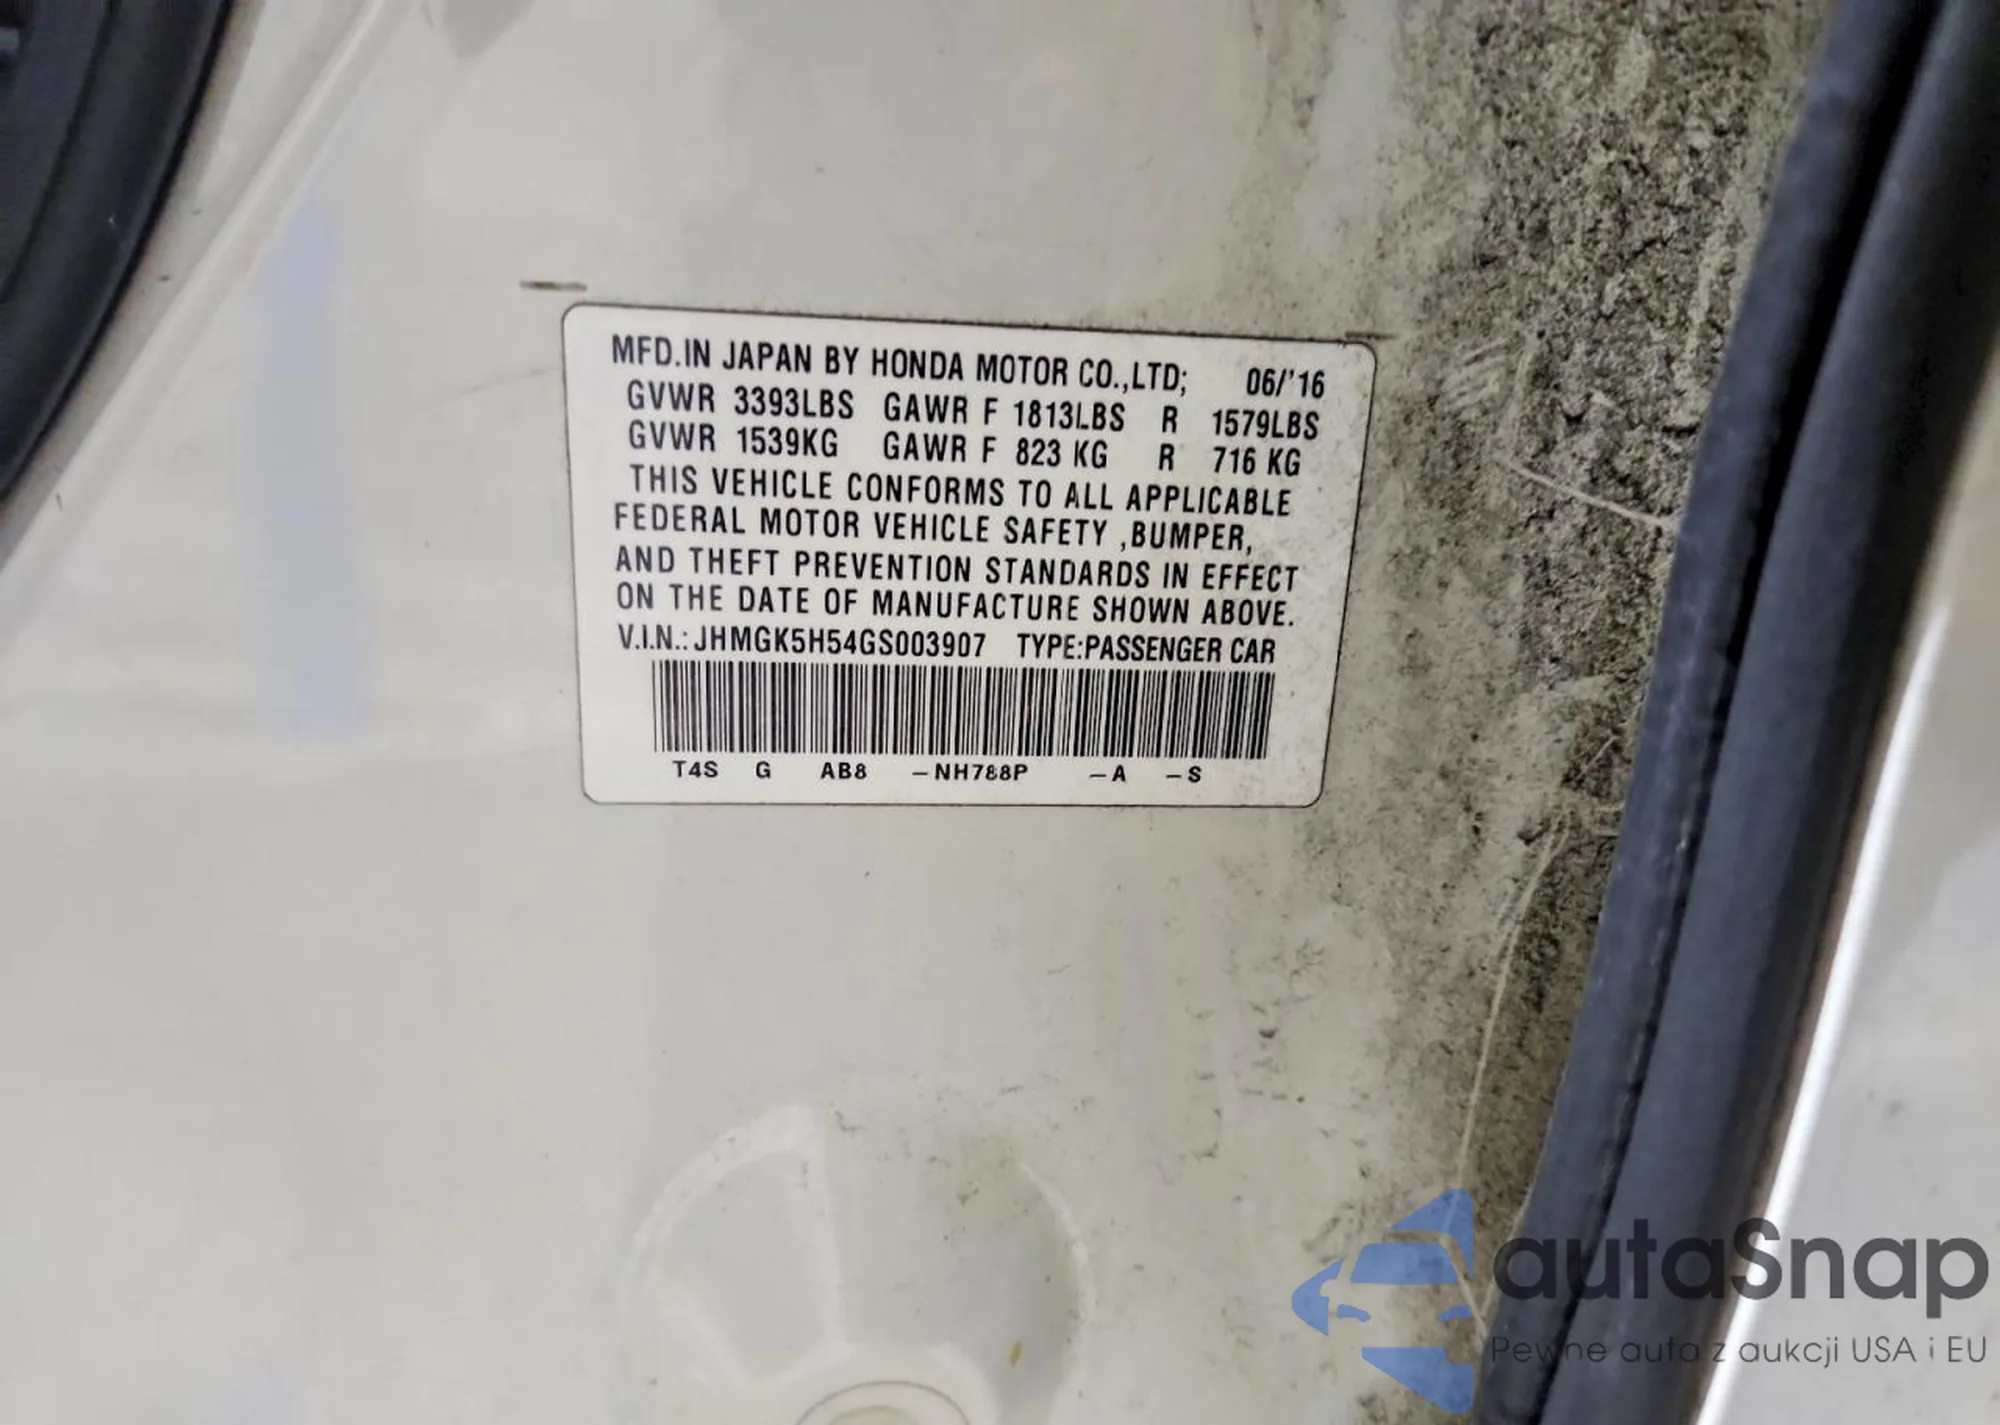 MFD.IN JAPAN BY HONDA MOTOR CO.,LTD; 06/'16
GVWR 3393LBS GAWR F 1813LBS R 1579LBS
GVWR 1539KG GAWR F 823 KG R 716 KG
THIS VEHICLE CONFORMS TO ALL APPLICABLE
FEDERAL MOTOR VEHICLE SAFETY ,BUMPER,
AND THEFT PREVENTION STANDARDS IN EFFECT
ON THE DATE OF MANUFACTURE SHOWN ABOVE.
V.I.N.: JHMGK5H54GS003907 TYPE:PASSENGER CAR
T4S G AB8 -NH788P -A -S
autaSnap
Pewne auta z aukcji USA i EU